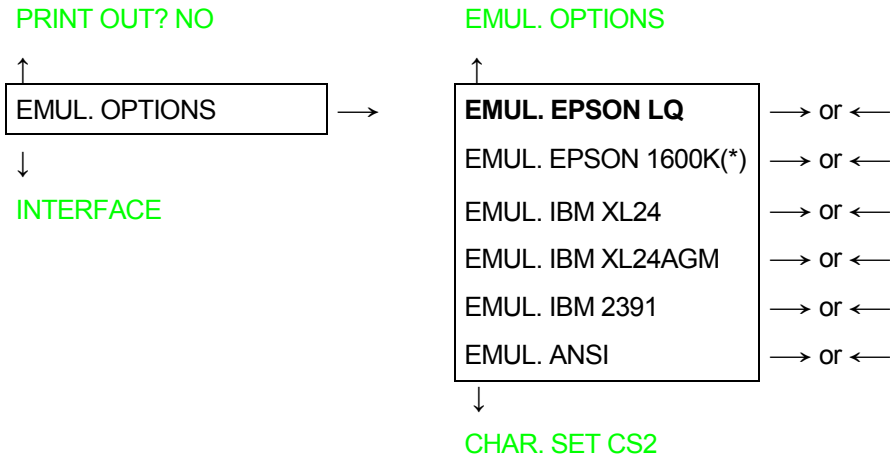 PRINT OUT? NO
EMUL. OPTIONS
↑
↑
EMUL. OPTIONS
→
EMUL. EPSON LQ
→ or ←
↓
EMUL. EPSON 1600K(*)
→ or ←
INTERFACE
EMUL. IBM XL24
→ or ←
EMUL. IBM XL24AGM
→ or ←
EMUL. IBM 2391
→ or ←
EMUL. ANSI
→ or ←
↓
CHAR. SET CS2